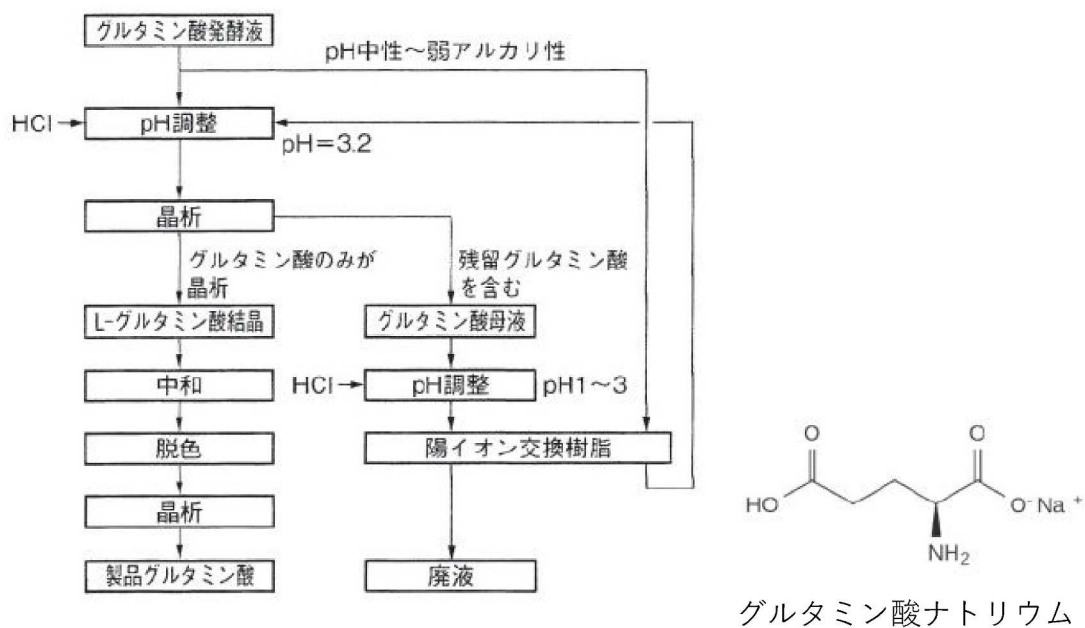 グルタミン酸発酵液
pH中性～弱アルカリ性
HCl
pH調整
pH＝3.2
晶析
グルタミン酸のみが
晶析
残留グルタミン酸
を含む
L-グルタミン酸結晶
グルタミン酸母液
中和
HCl
pH調整
pH1～3
脱色
陽イオン交換樹脂
晶析
製品グルタミン酸
廃液
O
O
HO
O⁻ Na⁺
NH₂
グルタミン酸ナトリウム